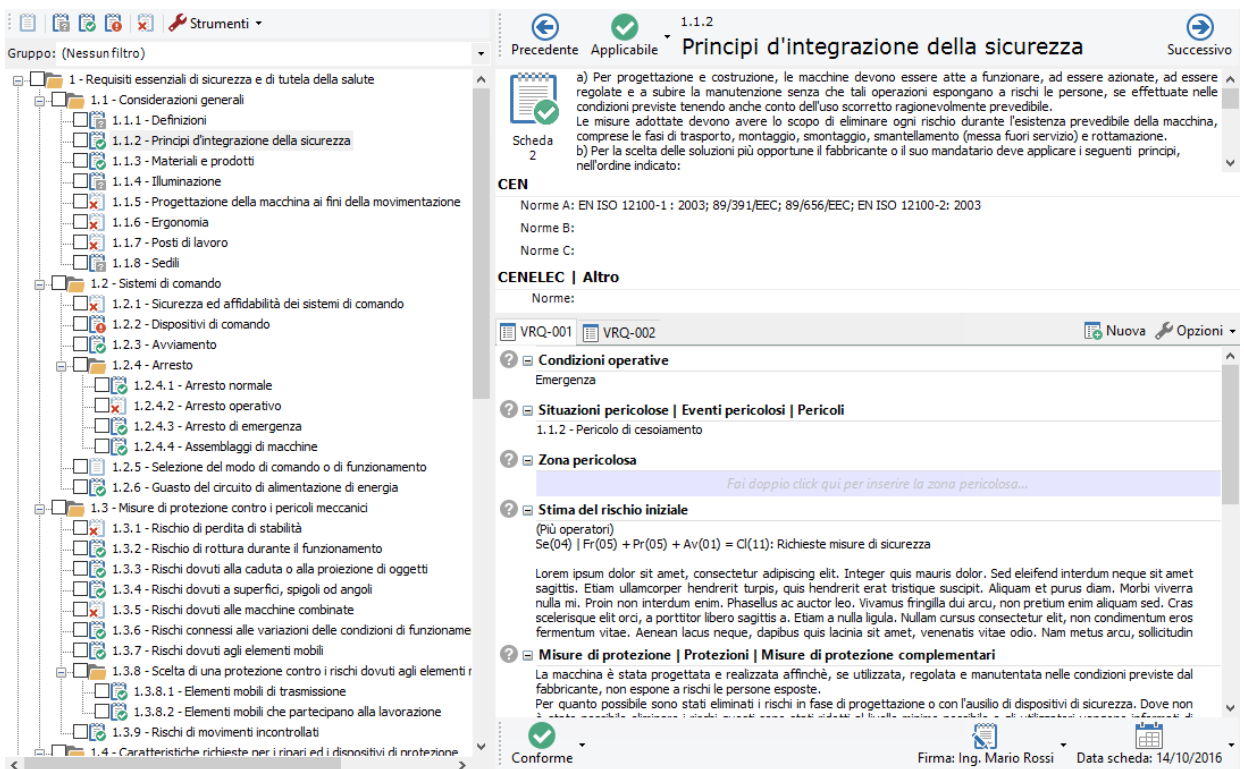 Strumenti
Gruppo: (Nessun filtro)
1 - Requisiti essenziali di sicurezza e di tutela della salute
1.1 - Considerazioni generali
1.1.1 - Definizioni
1.1.2 - Principi d'integrazione della sicurezza
1.1.3 - Materiali e prodotti
1.1.4 - Illuminazione
1.1.5 - Progettazione della macchina ai fini della movimentazione
1.1.6 - Ergonomia
1.1.7 - Posti di lavoro
1.1.8 - Sedili
1.2 - Sistemi di comando
1.2.1 - Sicurezza ed affidabilità dei sistemi di comando
1.2.2 - Dispositivi di comando
1.2.3 - Avviamento
1.2.4 - Arresto
1.2.4.1 - Arresto normale
1.2.4.2 - Arresto operativo
1.2.4.3 - Arresto di emergenza
1.2.4.4 - Assemblaggi di macchine
1.2.5 - Selezione del modo di comando o di funzionamento
1.2.6 - Guasto del circuito di alimentazione di energia
1.3 - Misure di protezione contro i pericoli meccanici
1.3.1 - Rischio di perdita di stabilità
1.3.2 - Rischio di rottura durante il funzionamento
1.3.3 - Rischi dovuti alla caduta o alla proiezione di oggetti
1.3.4 - Rischi dovuti a superfici, spigoli od angoli
1.3.5 - Rischi dovuti alle macchine combinate
1.3.6 - Rischi connessi alle variazioni delle condizioni di funzioname
1.3.7 - Rischi dovuti agli elementi mobili
1.3.8 - Scelta di una protezione contro i rischi dovuti agli elementi r
1.3.8.1 - Elementi mobili di trasmissione
1.3.8.2 - Elementi mobili che partecipano alla lavorazione
1.3.9 - Rischi di movimenti incontrollati
1.4 - Caratteristiche richieste per i ripari ed i dispositivi di protezione
Precedente
Applicabile
1.1.2
Principi d'integrazione della sicurezza
Successivo
Scheda
2
a) Per progettazione e costruzione, le macchine devono essere atte a funzionare, ad essere azionate, ad essere
regolate e a subire la manutenzione senza che tali operazioni espongano a rischi le persone, se effettuate nelle
condizioni previste tenendo anche conto dell'uso scorretto ragionevolmente prevedibile.
Le misure adottate devono avere lo scopo di eliminare ogni rischio durante l'esistenza prevedibile della macchina,
comprese le fasi di trasporto, montaggio, smontaggio, smantellamento (messa fuori servizio) e rottamazione.
b) Per la scelta delle soluzioni più opportune il fabbricante o il suo mandatario deve applicare i seguenti principi,
nell'ordine indicato:
CEN
Norme A: EN ISO 12100-1 : 2003; 89/391/EEC; 89/656/EEC; EN ISO 12100-2: 2003
Norme B:
Norme C:
CENELEC | Altro
Norme:
VRQ-001 VRQ-002 Nuova Opzioni
Condizioni operative
Emergenza
Situazioni pericolose | Eventi pericolosi | Pericoli
1.1.2 - Pericolo di cesoiamento
Zona pericolosa
Fai doppio click qui per inserire la zona pericolosa...
Stima del rischio iniziale
(Più operatori)
Se(04) | Fr(05) + Pr(05) + Av(01) = Cl(11): Richieste misure di sicurezza
Lorem ipsum dolor sit amet, consectetur adipiscing elit. Integer quis mauris dolor. Sed eleifend interdum neque sit amet
sagittis. Etiam ullamcorper hendrerit turpis, quis hendrerit erat tristique suscipit. Aliquam et purus diam. Morbi viverra
nulla mi. Proin non interdum enim. Phasellus ac auctor leo. Vivamus fringilla dui arcu, non pretium enim aliquam sed. Cras
scelerisque elit orci, a porttitor libero sagittis a. Etiam a nulla ligula. Nullam cursus consectetur elit, non condimentum eros
fermentum vitae. Aenean lacus neque, dapibus quis lacinia sit amet, venenatis vitae odio. Nam metus arcu, sollicitudin
Misure di protezione | Protezioni | Misure di protezione complementari
La macchina è stata progettata e realizzata affinchè, se utilizzata, regolata e manutentata nelle condizioni previste dal
fabbricante, non espone a rischi le persone esposte.
Per quanto possibile sono stati eliminati i rischi in fase di progettazione o con l'ausilio di dispositivi di sicurezza. Dove non
è stato possibile eliminare i rischi questi sono stati ridotti al livello minimo possibile e gli utilizzatori vengono informati di
Conforme
Firma: Ing. Mario Rossi
Data scheda: 14/10/2016